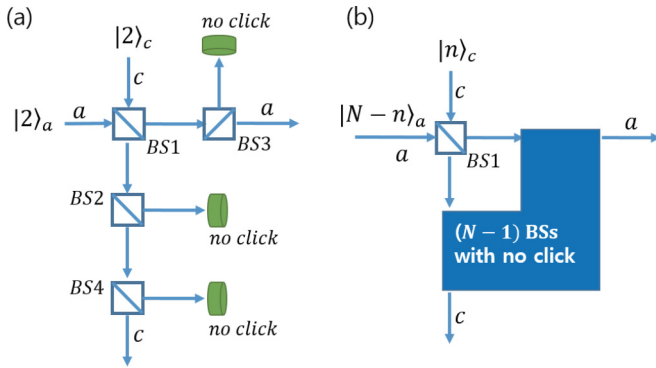 (a)
no click
|2⟩c
c
|2⟩a
a
a
BS1
BS3
BS2
no click
BS4
no click
c
(b)
|n⟩c
c
|N − n⟩a
a
a
BS1
(N − 1) BSs
with no click
c